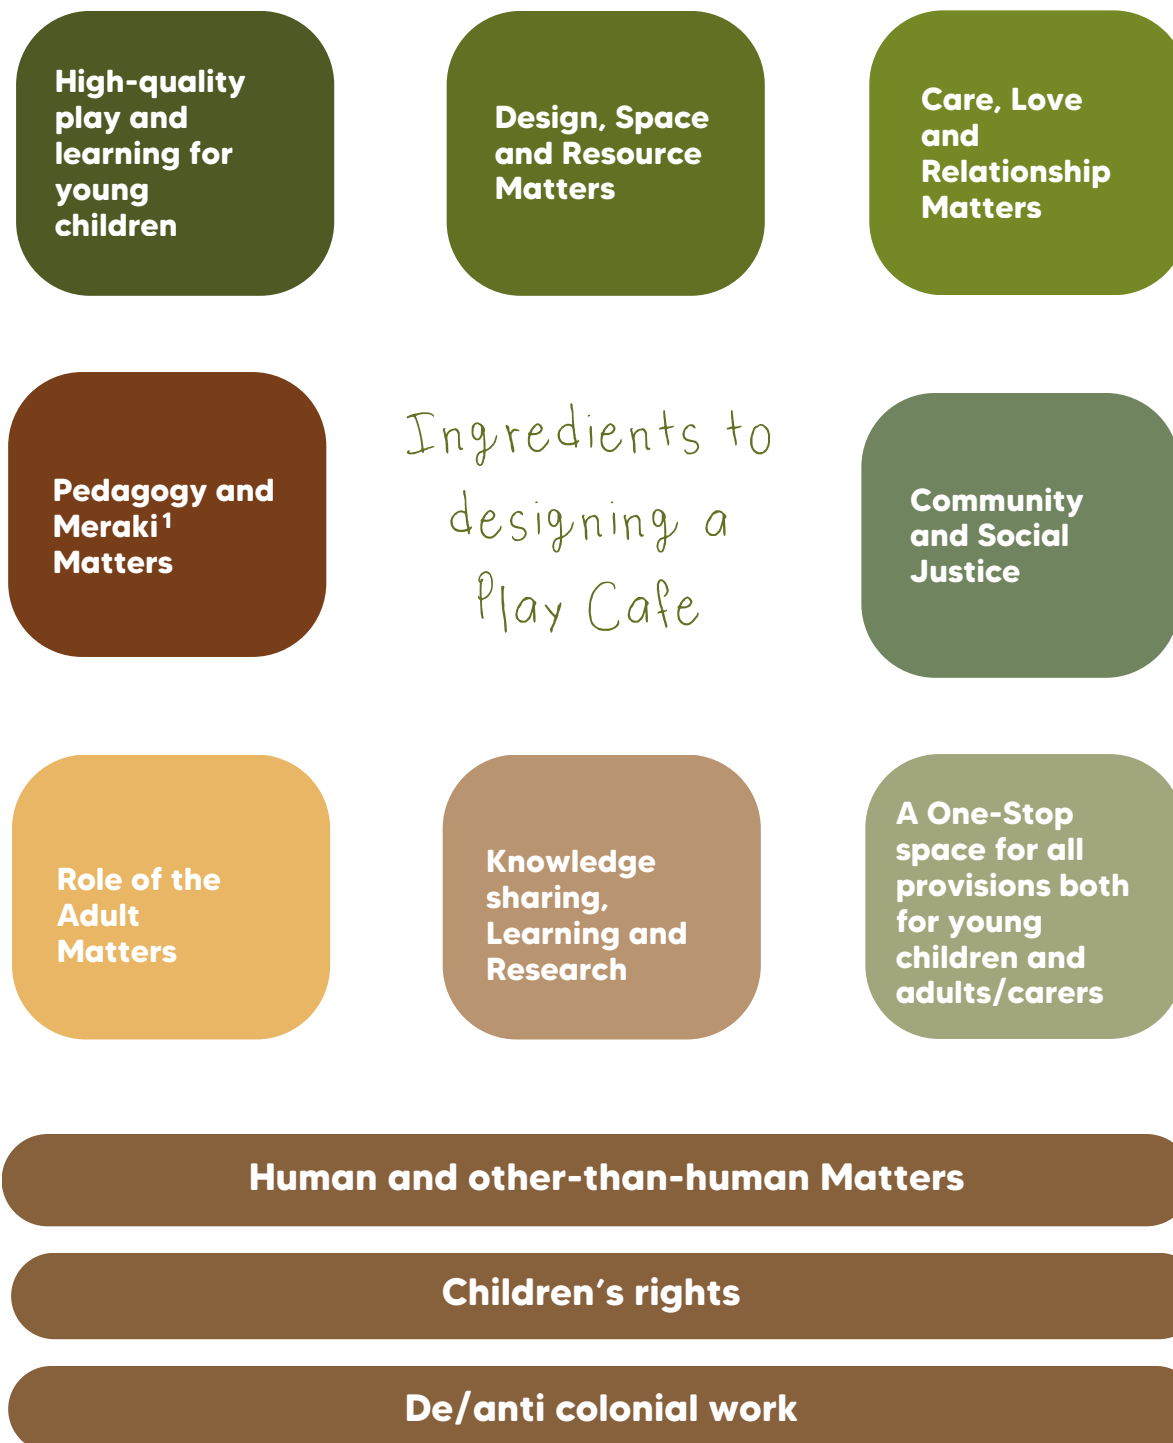 High-quality
play and
learning for
young
children
Design, Space
and Resource
Matters
Care, Love
and
Relationship
Matters
Pedagogy and
Meraki¹
Matters
Ingredients to
designing a
Play Cafe
Community
and Social
Justice
Role of the
Adult
Matters
Knowledge
sharing,
Learning and
Research
A One-Stop
space for all
provisions both
for young
children and
adults/carers
Human and other-than-human Matters
Children’s rights
De/anti colonial work